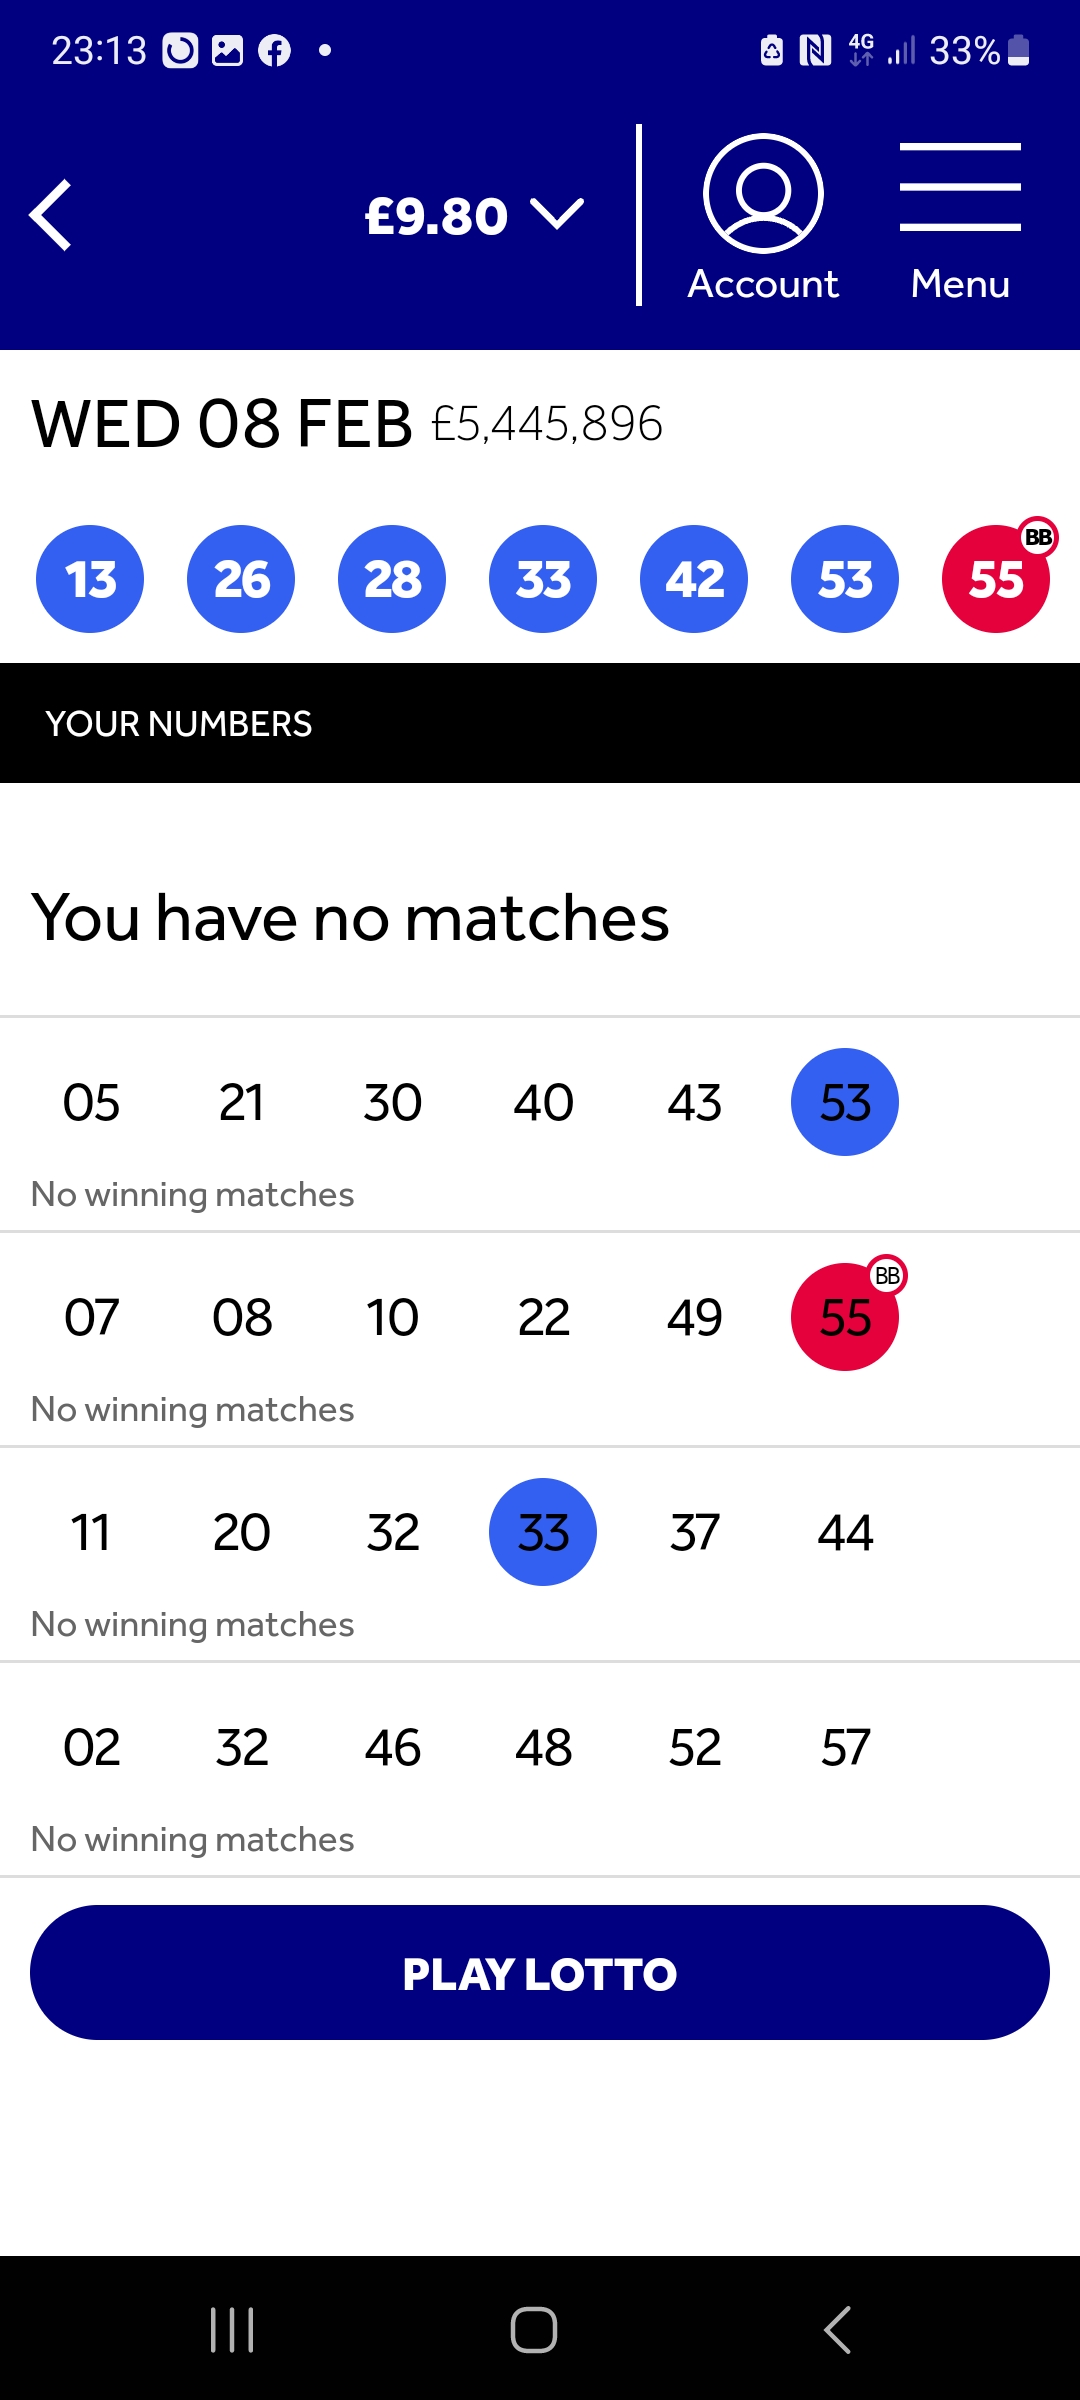 23:13 4G 33%
£9.80
Account Menu
WED 08 FEB £5,445,896
13 26 28 33 42 53 55 BB
YOUR NUMBERS
You have no matches
05 21 30 40 43 53
No winning matches
07 08 10 22 49 55 BB
No winning matches
11 20 32 33 37 44
No winning matches
02 32 46 48 52 57
No winning matches
PLAY LOTTO